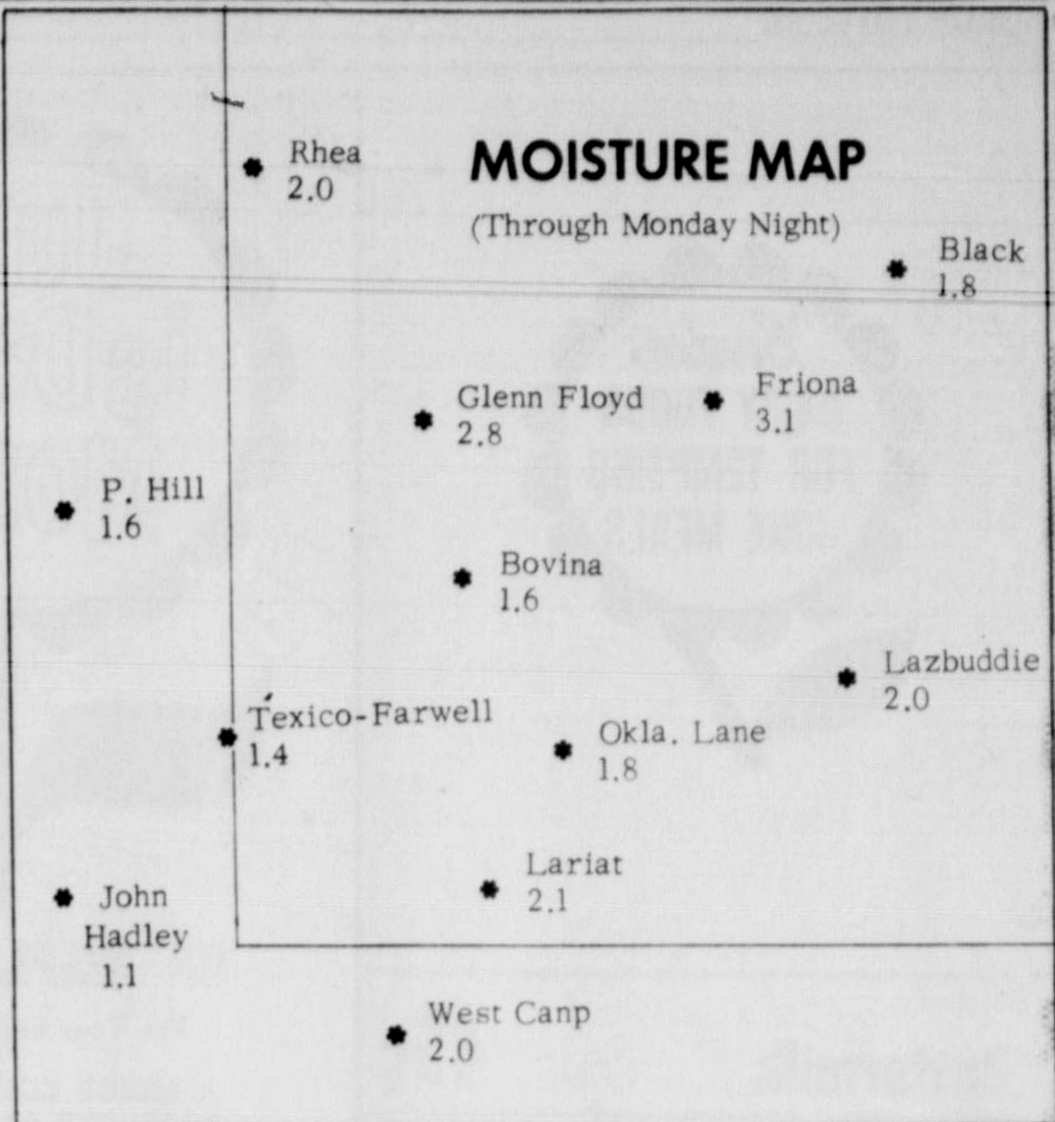 Rhea
2.0
MOISTURE MAP
(Through Monday Night)
Black
1.8
Glenn Floyd
2.8
Friona
3.1
P. Hill
1.6
Bovina
1.6
Lazbuddie
2.0
Texico-Farwell
1.4
Okla. Lane
1.8
Lariat
2.1
John
Hadley
1.1
West Canp
2.0